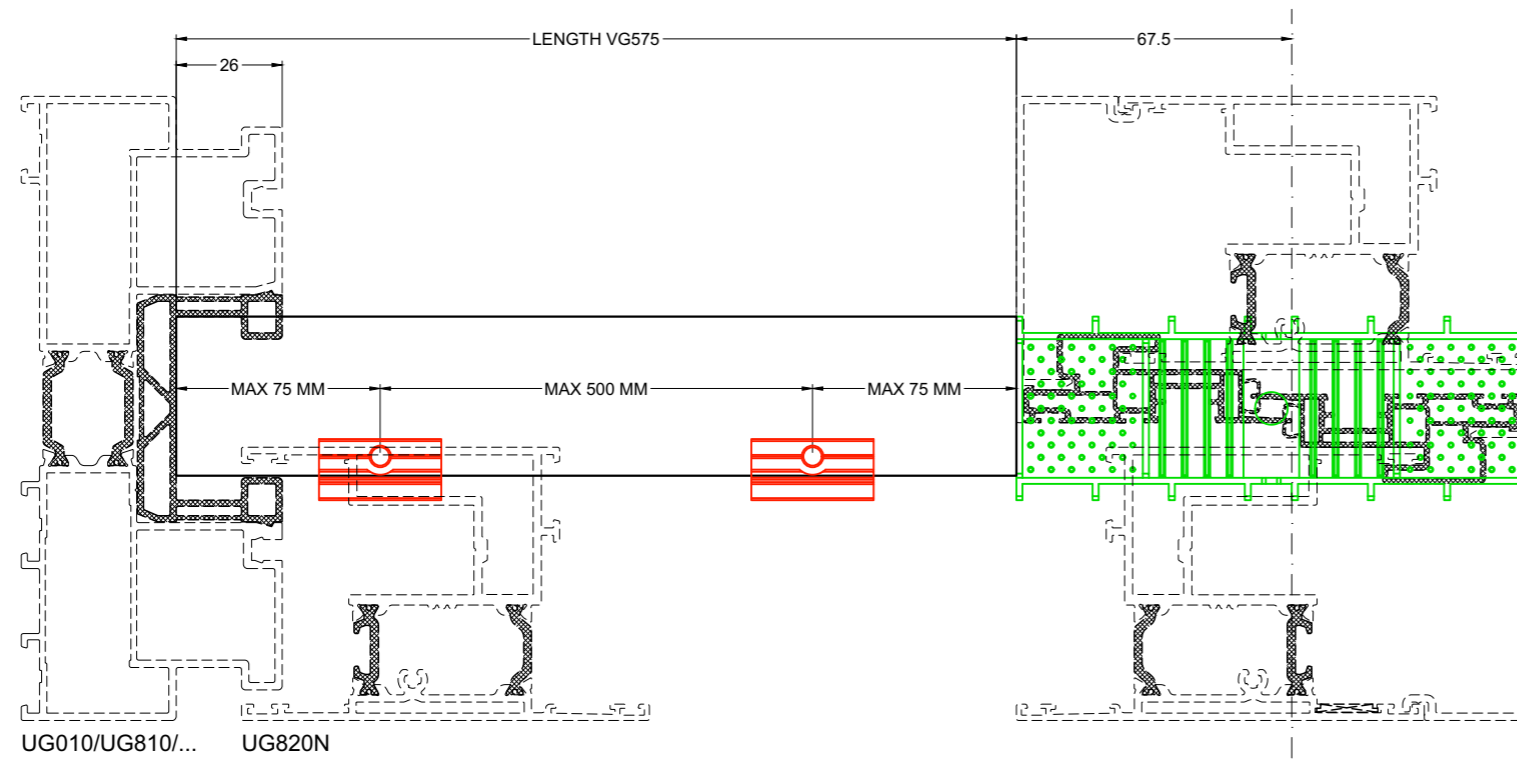 LENGTH VG575
67.5
26
MAX 75 MM
MAX 500 MM
MAX 75 MM
UG010/UG810/...
UG820N